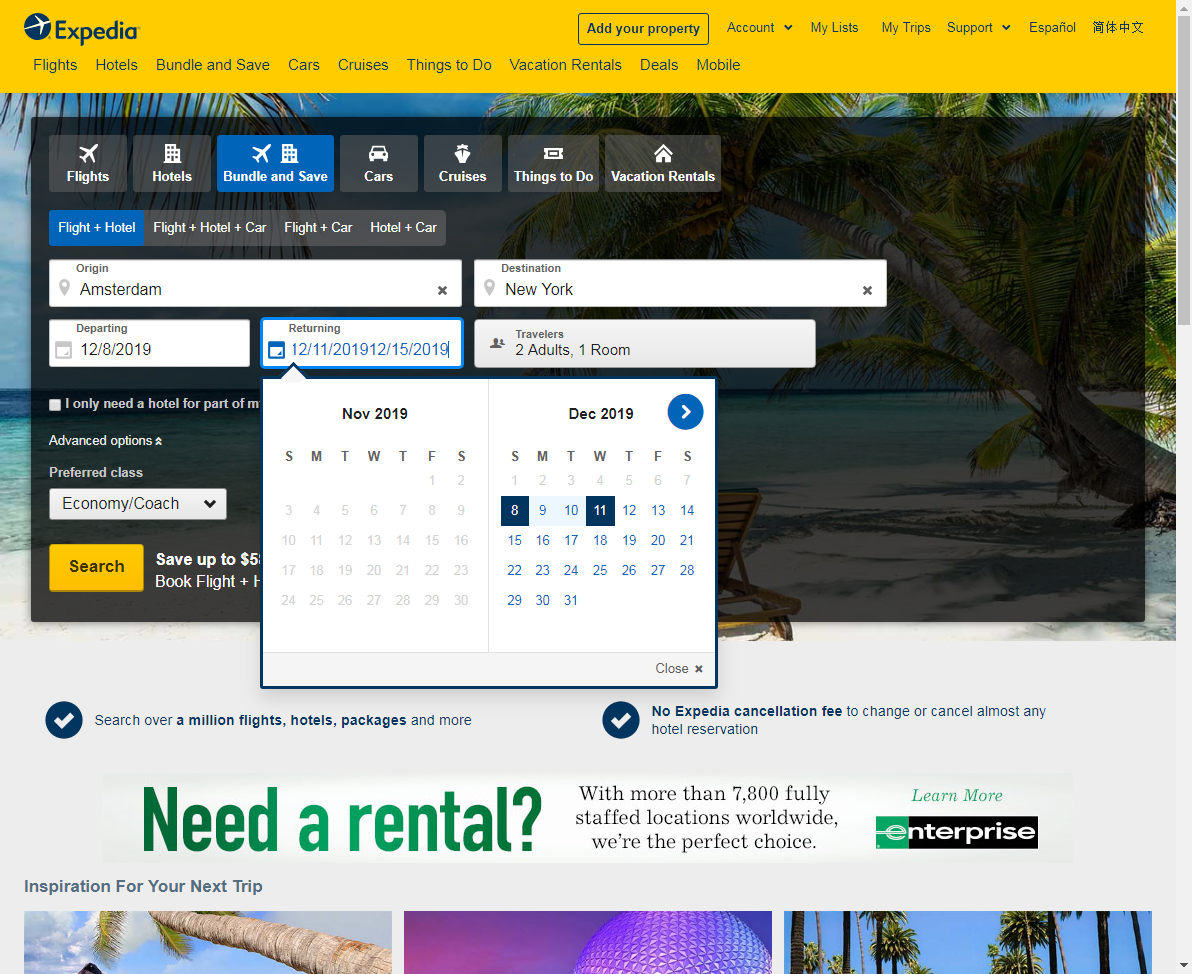 Expedia
Add your property
Account
My Lists
My Trips
Support
Español
简体中文
Flights
Hotels
Bundle and Save
Cars
Cruises
Things to Do
Vacation Rentals
Deals
Mobile
Flights
Hotels
Bundle and Save
Cars
Cruises
Things to Do
Vacation Rentals
Flight + Hotel
Flight + Hotel + Car
Flight + Car
Hotel + Car
Origin
Amsterdam
Destination
New York
Departing
12/8/2019
Returning
12/11/201912/15/2019
Travelers
2 Adults, 1 Room
I only need a hotel for part of m
Advanced options
Preferred class
Economy/Coach
Search
Save up to $5
Book Flight + H
Nov 2019
S M T W T F S
1 2
3 4 5 6 7 8 9
10 11 12 13 14 15 16
17 18 19 20 21 22 23
24 25 26 27 28 29 30
Dec 2019
S M T W T F S
1 2 3 4 5 6 7
8 9 10 11 12 13 14
15 16 17 18 19 20 21
22 23 24 25 26 27 28
29 30 31
Close
Search over a million flights, hotels, packages and more
No Expedia cancellation fee to change or cancel almost any
hotel reservation
Need a rental?
With more than 7,800 fully
staffed locations worldwide,
we're the perfect choice.
Learn More
enterprise
Inspiration For Your Next Trip